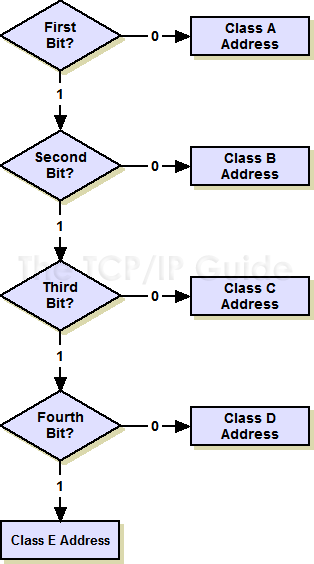 First
Bit?
0
Class A
Address
1
Second
Bit?
0
Class B
Address
1
The TCP/IP Guide
Third
Bit?
0
Class C
Address
1
Fourth
Bit?
0
Class D
Address
1
Class E Address